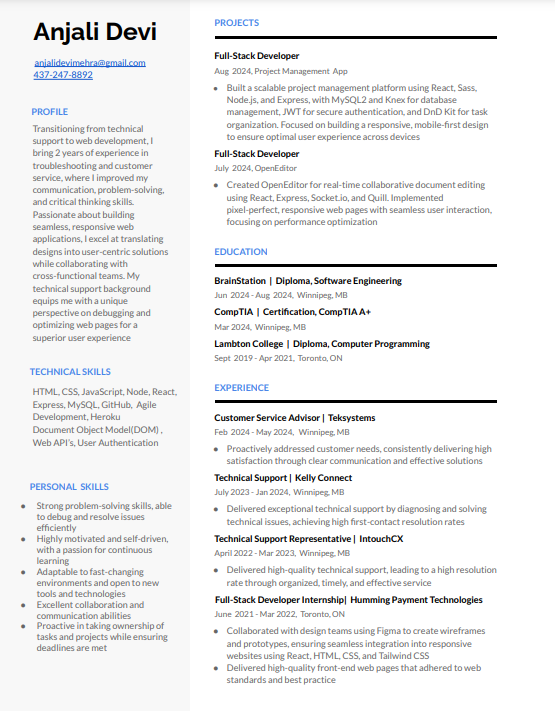 Anjali Devi
anjalidevimehra@gmail.com
437-247-8892
PROFILE
Transitioning from technical
support to web development, I
bring 2 years of experience in
troubleshooting and customer
service, where I improved my
communication, problem-solving,
and critical thinking skills.
Passionate about building
seamless, responsive web
applications, I excel at translating
designs into user-centric solutions
while collaborating with
cross-functional teams. My
technical support background
equips me with a unique
perspective on debugging and
optimizing web pages for a
superior user experience
TECHNICAL SKILLS
HTML, CSS, JavaScript, Node, React,
Express, MySQL, GitHub, Agile
Development, Heroku
Document Object Model(DOM) ,
Web API's, User Authentication
PERSONAL SKILLS
● Strong problem-solving skills, able
to debug and resolve issues
efficiently
● Highly motivated and self-driven,
with a passion for continuous
learning
● Adaptable to fast-changing
environments and open to new
tools and technologies
● Excellent collaboration and
communication abilities
● Proactive in taking ownership of
tasks and projects while ensuring
deadlines are met
PROJECTS
Full-Stack Developer
Aug 2024, Project Management App
● Built a scalable project management platform using React, Sass,
Node.js, and Express, with MySQL2 and Knex for database
management, JWT for secure authentication, and DnD Kit for task
organization. Focused on building a responsive, mobile-first design
to ensure optimal user experience across devices
Full-Stack Developer
July 2024, OpenEditor
● Created OpenEditor for real-time collaborative document editing
using React, Express, Socket.io, and Quill. Implemented
pixel-perfect, responsive web pages with seamless user interaction,
focusing on performance optimization
EDUCATION
BrainStation | Diploma, Software Engineering
Jun 2024 - Aug 2024, Winnipeg, MB
CompTIA | Certification, CompTIA A+
Mar 2024, Winnipeg, MB
Lambton College | Diploma, Computer Programming
Sept 2019 - Apr 2021, Toronto, ON
EXPERIENCE
Customer Service Advisor | Teksystems
Feb 2024 - May 2024, Winnipeg, MB
● Proactively addressed customer needs, consistently delivering high
satisfaction through clear communication and effective solutions
Technical Support | Kelly Connect
July 2023 - Jan 2024, Winnipeg, MB
● Delivered exceptional technical support by diagnosing and solving
technical issues, achieving high first-contact resolution rates
Technical Support Representative | IntouchCX
April 2022 - Mar 2023, Winnipeg, MB
● Delivered high-quality technical support, leading to a high resolution
rate through organized, timely, and effective service
Full-Stack Developer Internship| Humming Payment Technologies
June 2021 - Mar 2022, Toronto, ON
● Collaborated with design teams using Figma to create wireframes
and prototypes, ensuring seamless integration into responsive
websites using React, HTML, CSS, and Tailwind CSS
● Delivered high-quality front-end web pages that adhered to web
standards and best practice